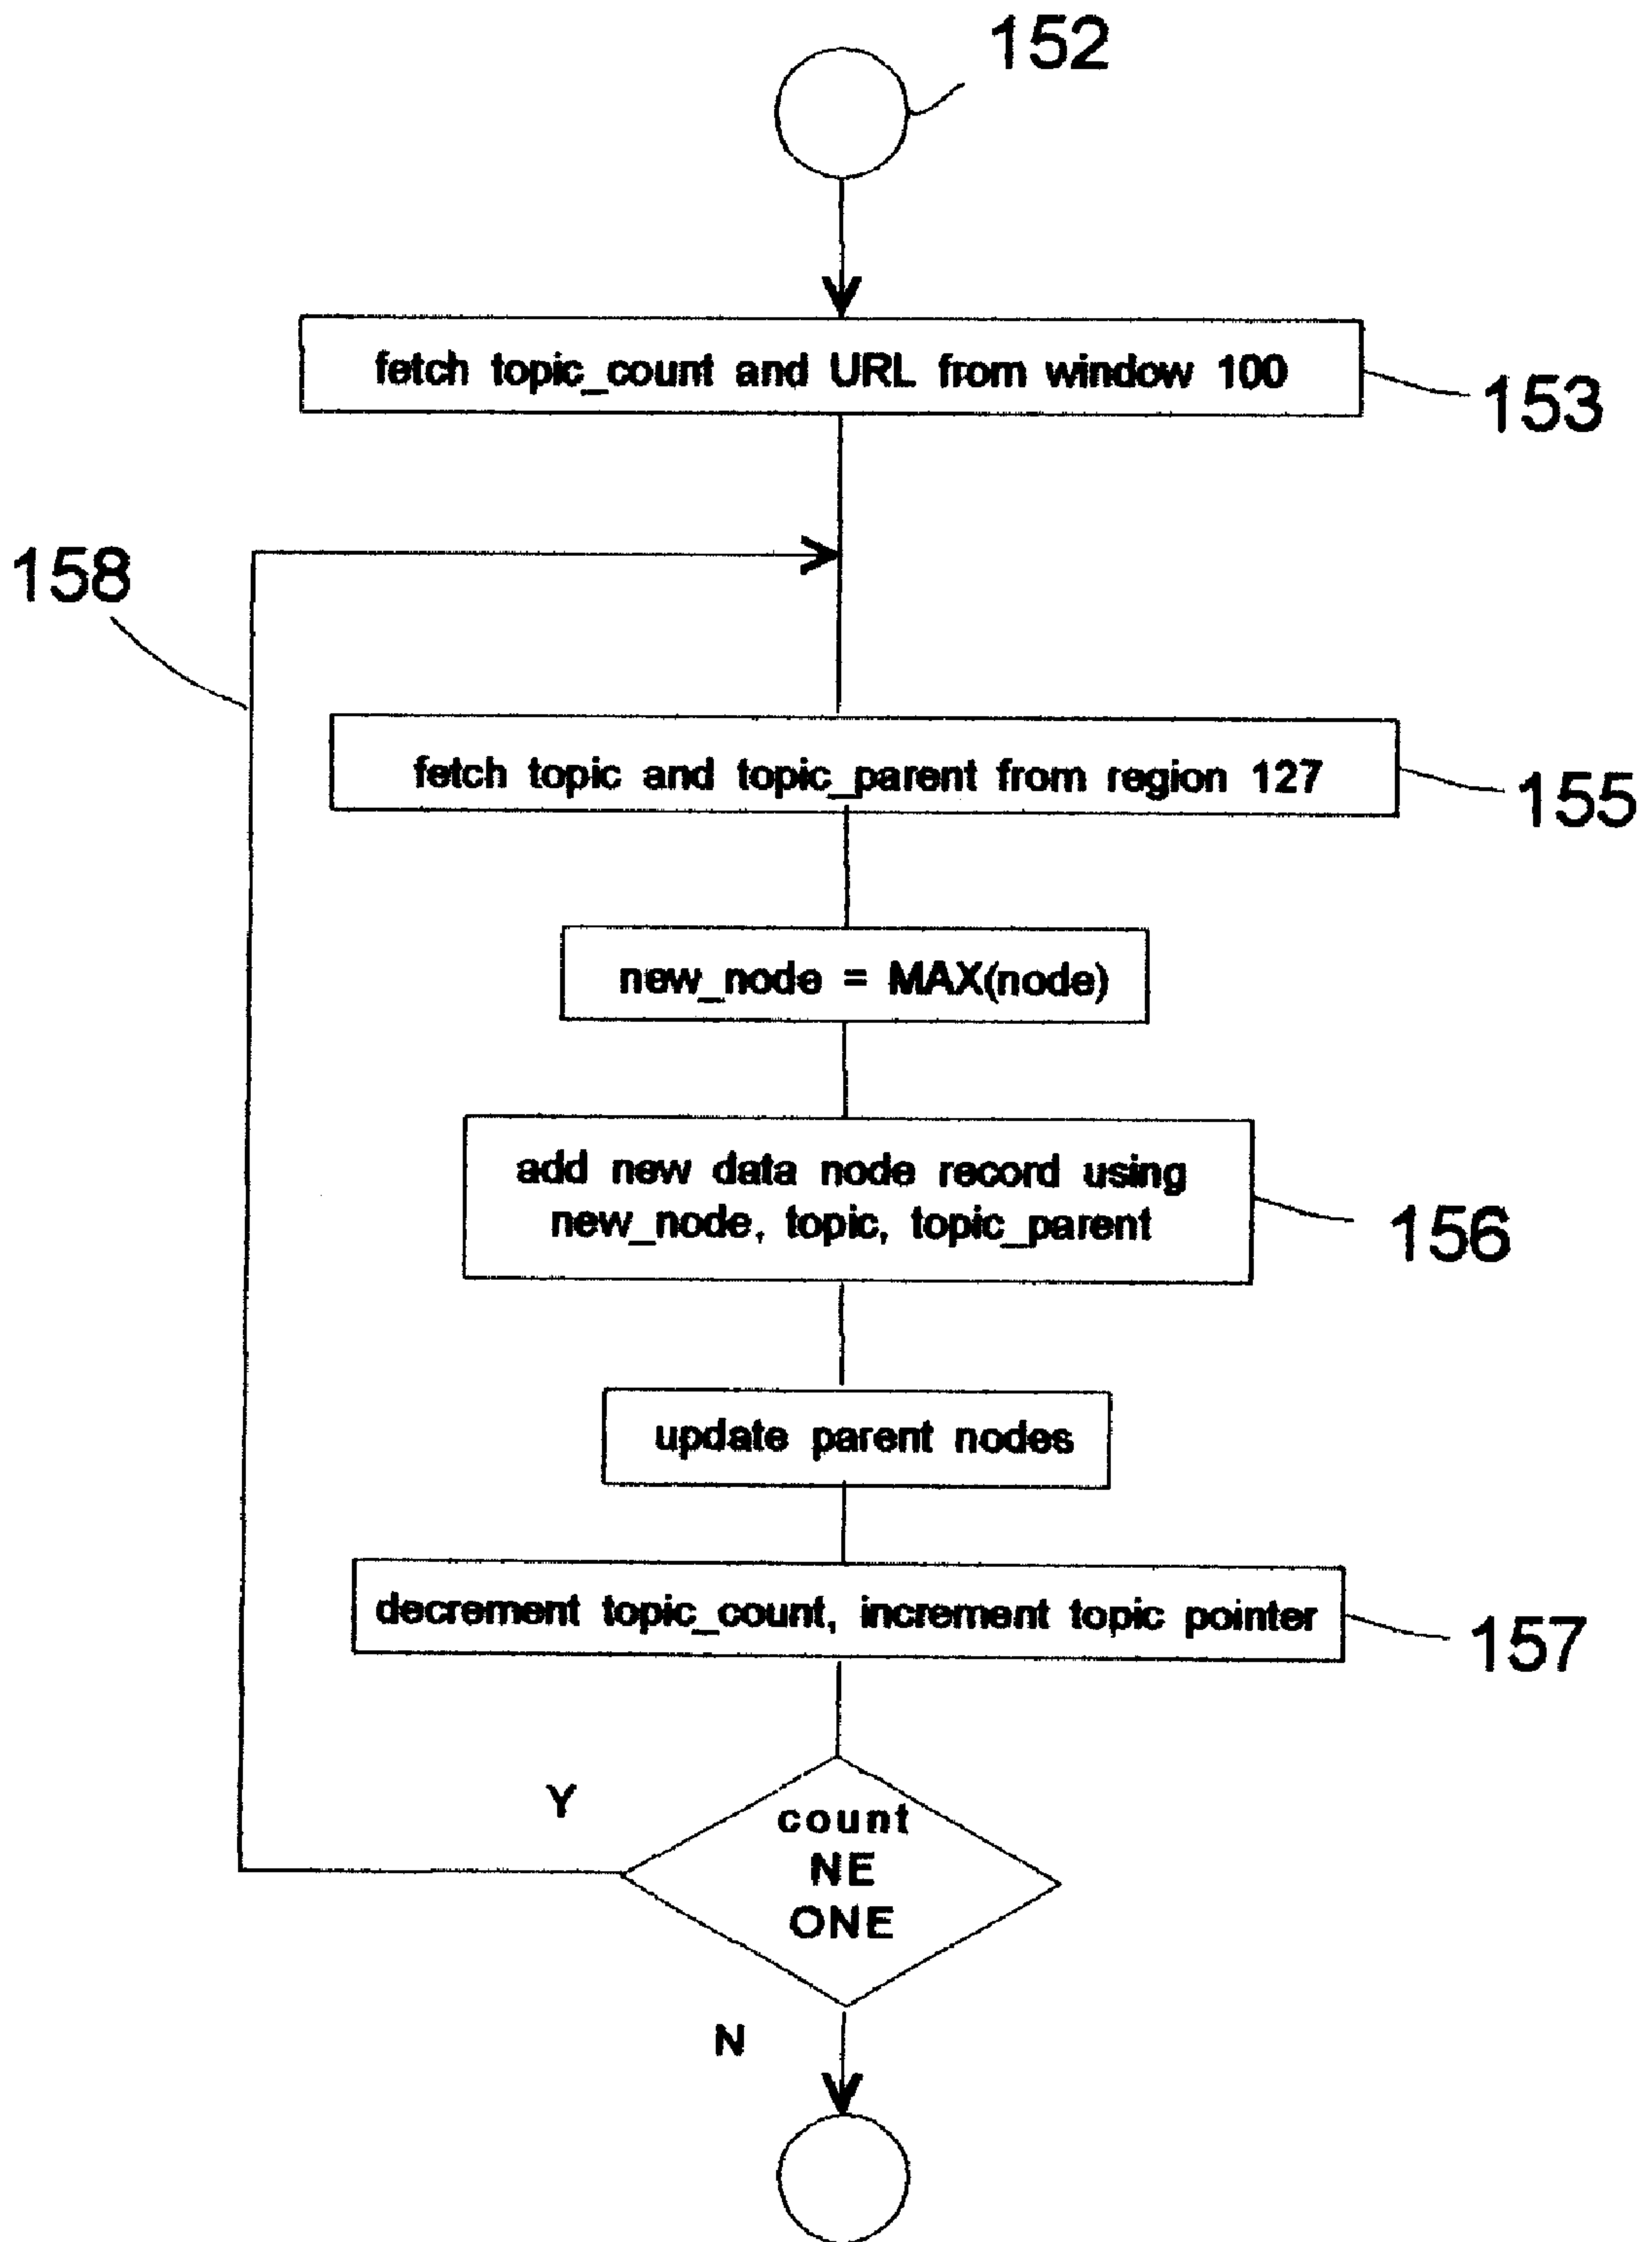 152
fetch topic_count and URL from window 100
153
158
fetch topic and topic_parent from region 127
155
new_node = MAX(node)
add new data node record using
new_node, topic, topic_parent
156
update parent nodes
decrement topic_count, increment topic pointer
157
Y
count
NE
ONE
N